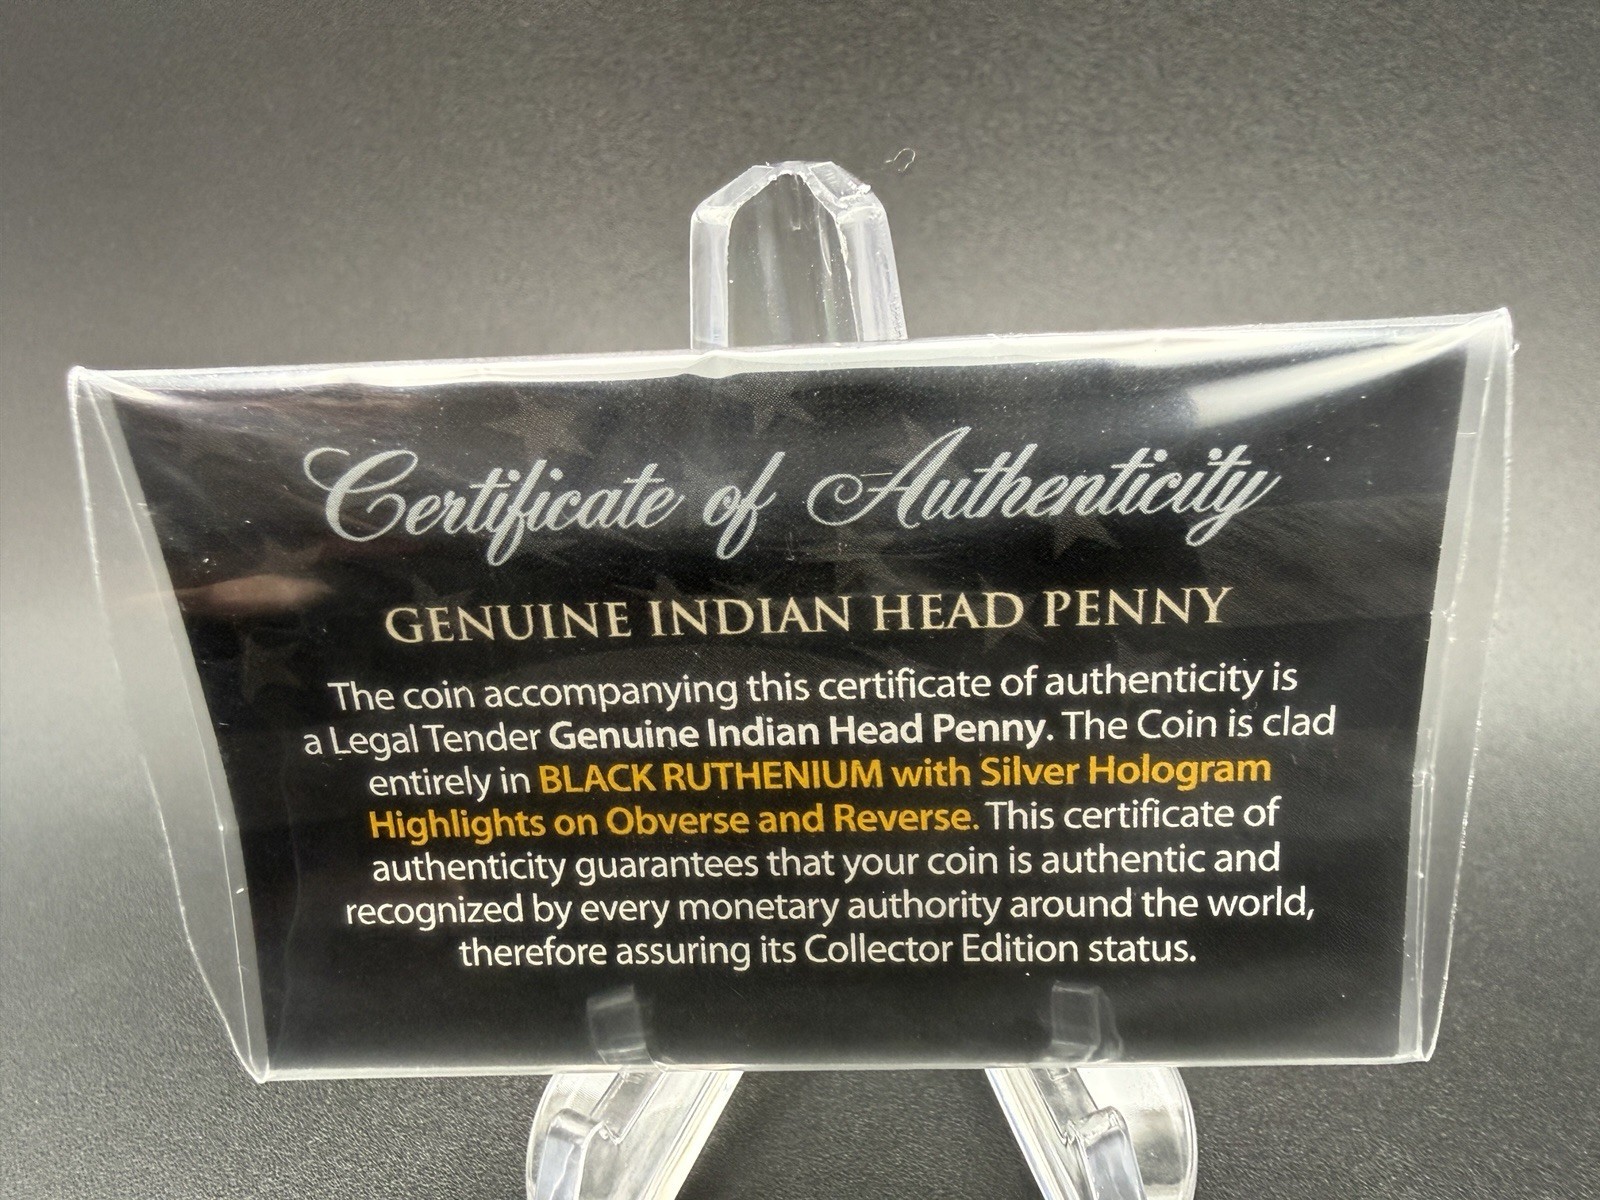 Certificate of Authenticity
GENUINE INDIAN HEAD PENNY
The coin accompanying this certificate of authenticity is
a Legal Tender Genuine Indian Head Penny. The Coin is clad
entirely in BLACK RUTHENIUM with Silver Hologram
Highlights on Obverse and Reverse. This certificate of
authenticity guarantees that your coin is authentic and
recognized by every monetary authority around the world,
therefore assuring its Collector Edition status.